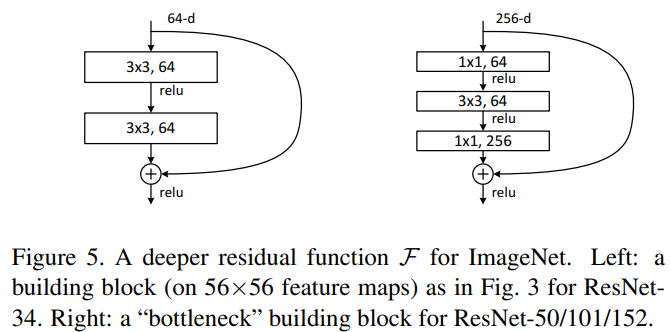 64-d
3x3, 64
relu
3x3, 64
+
relu
256-d
1x1, 64
relu
3x3, 64
relu
1x1, 256
+
relu
Figure 5. A deeper residual function F for ImageNet. Left: a
building block (on 56×56 feature maps) as in Fig. 3 for ResNet-
34. Right: a “bottleneck” building block for ResNet-50/101/152.